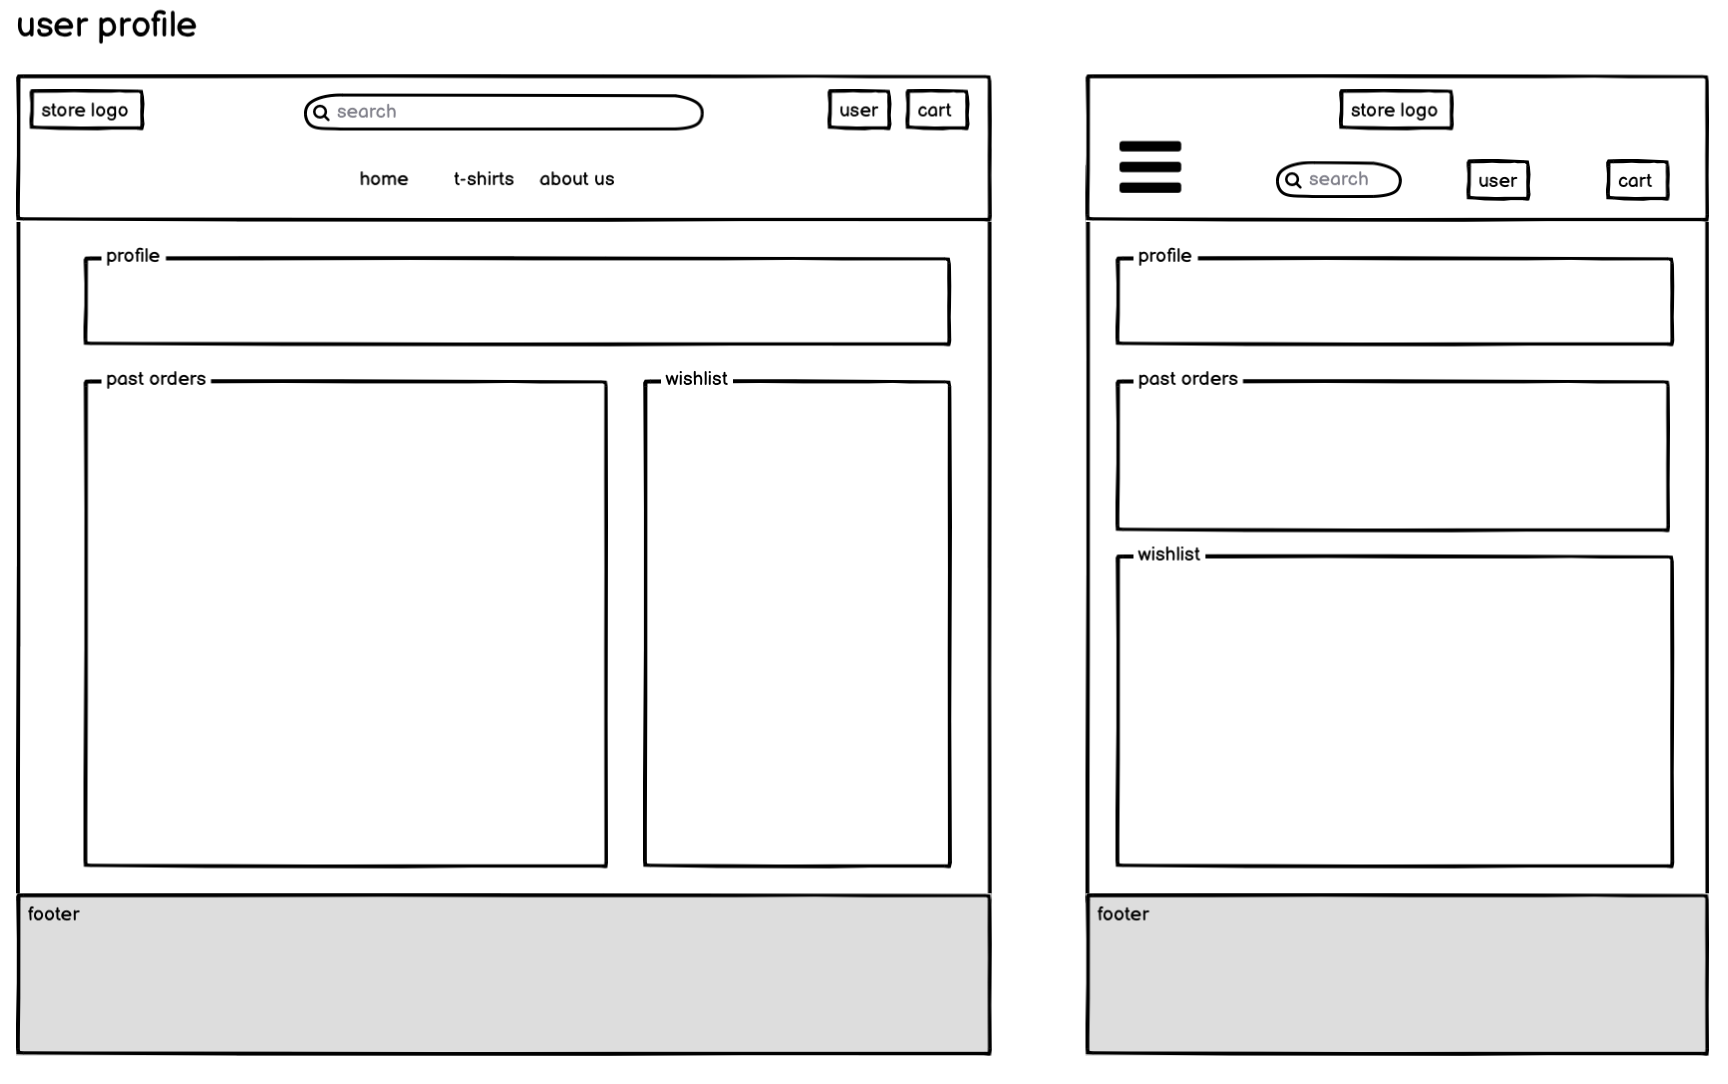 user profile
store logo
search
user
cart
home
t-shirts
about us
profile
past orders
wishlist
footer
store logo
search
user
cart
profile
past orders
wishlist
footer